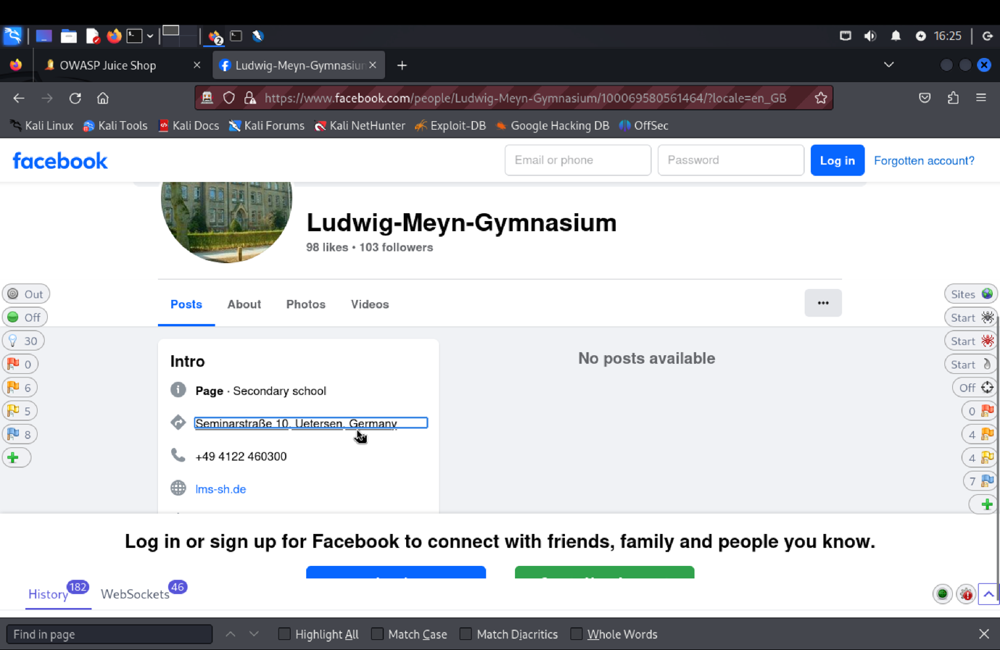 16:25
OWASP Juice Shop
Ludwig-Meyn-Gymnasiu
https://www.facebook.com/people/Ludwig-Meyn-Gymnasium/100069580561464/?locale=en_GB
Kali Linux Kali Tools Kali Docs Kali Forums Kali NetHunter Exploit-DB Google Hacking DB OffSec
facebook Email or phone Password Log in Forgotten account?
Ludwig-Meyn-Gymnasium
98 likes • 103 followers
Out Sites
Posts About Photos Videos
Off Start
30 Start
0 Start
Intro No posts available
6 Off
Page · Secondary school
5 0
Seminarstraße 10, Uetersen, Germany
8 4
+49 4122 460300
4
lms-sh.de
7
Log in or sign up for Facebook to connect with friends, family and people you know.
History 182 WebSockets 46
Find in page Highlight All Match Case Match Diacritics Whole Words